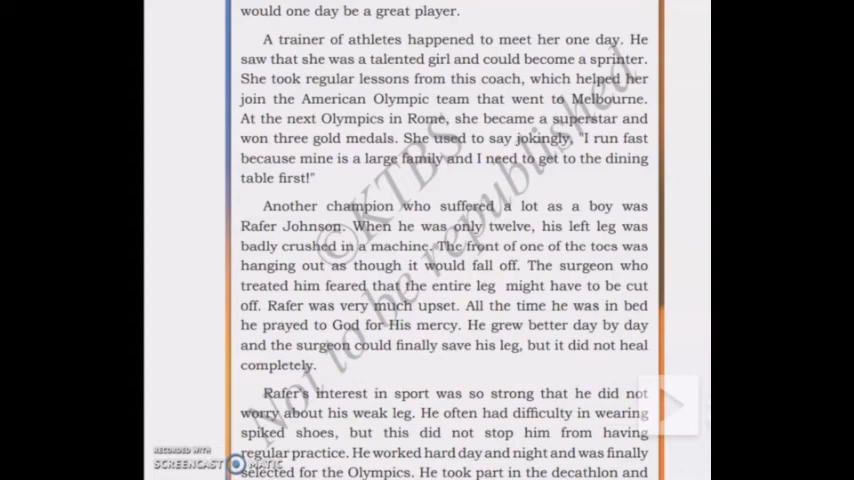 would one day be a great player.
A trainer of athletes happened to meet her one day. He
saw that she was a talented girl and could become a sprinter.
She took regular lessons from this coach, which helped her
join the American Olympic team that went to Melbourne.
At the next Olympics in Rome, she became a superstar and
won three gold medals. She used to say jokingly, "I run fast
because mine is a large family and I need to get to the dining
table first!"
Another champion who suffered a lot as a boy was
Rafer Johnson. When he was only twelve, his left leg was
badly crushed in a machine. The front of one of the toes was
hanging out as though it would fall off. The surgeon who
treated him feared that the entire leg might have to be cut
off. Rafer was very much upset. All the time he was in bed
he prayed to God for His mercy. He grew better day by day
and the surgeon could finally save his leg, but it did not heal
completely.
Rafer's interest in sport was so strong that he did not
worry about his weak leg. He often had difficulty in wearing
spiked shoes, but this did not stop him from having
regular practice. He worked hard day and night and was finally
selected for the Olympics. He took part in the decathlon and
©KTBS
Not to be republished
RECORDED WITH
SCREENCAST MATIC